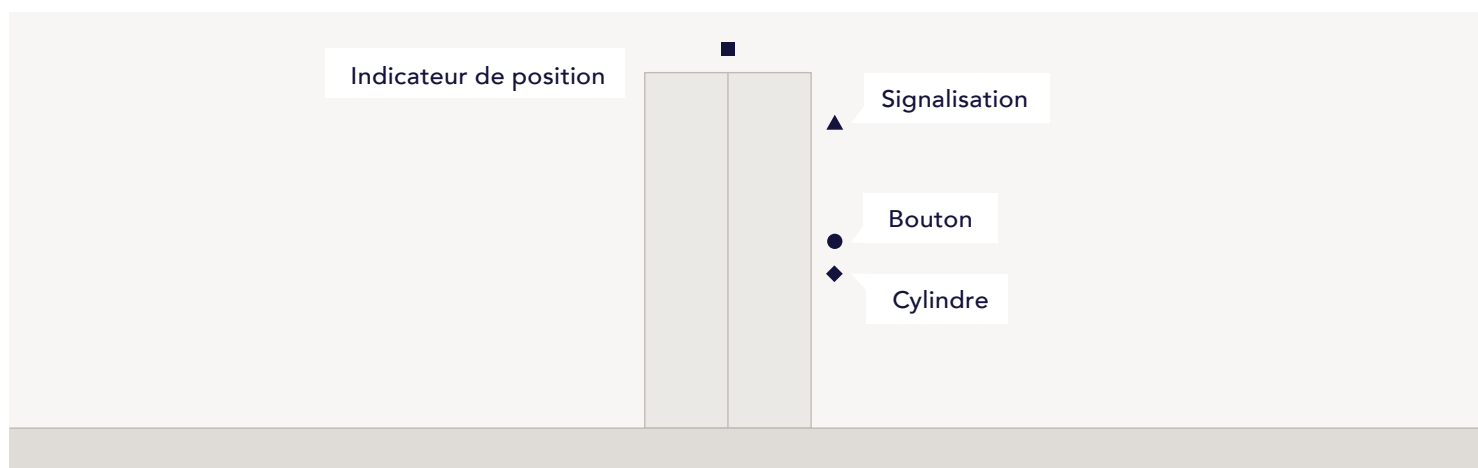 Indicateur de position
Signalisation
Bouton
Cylindre